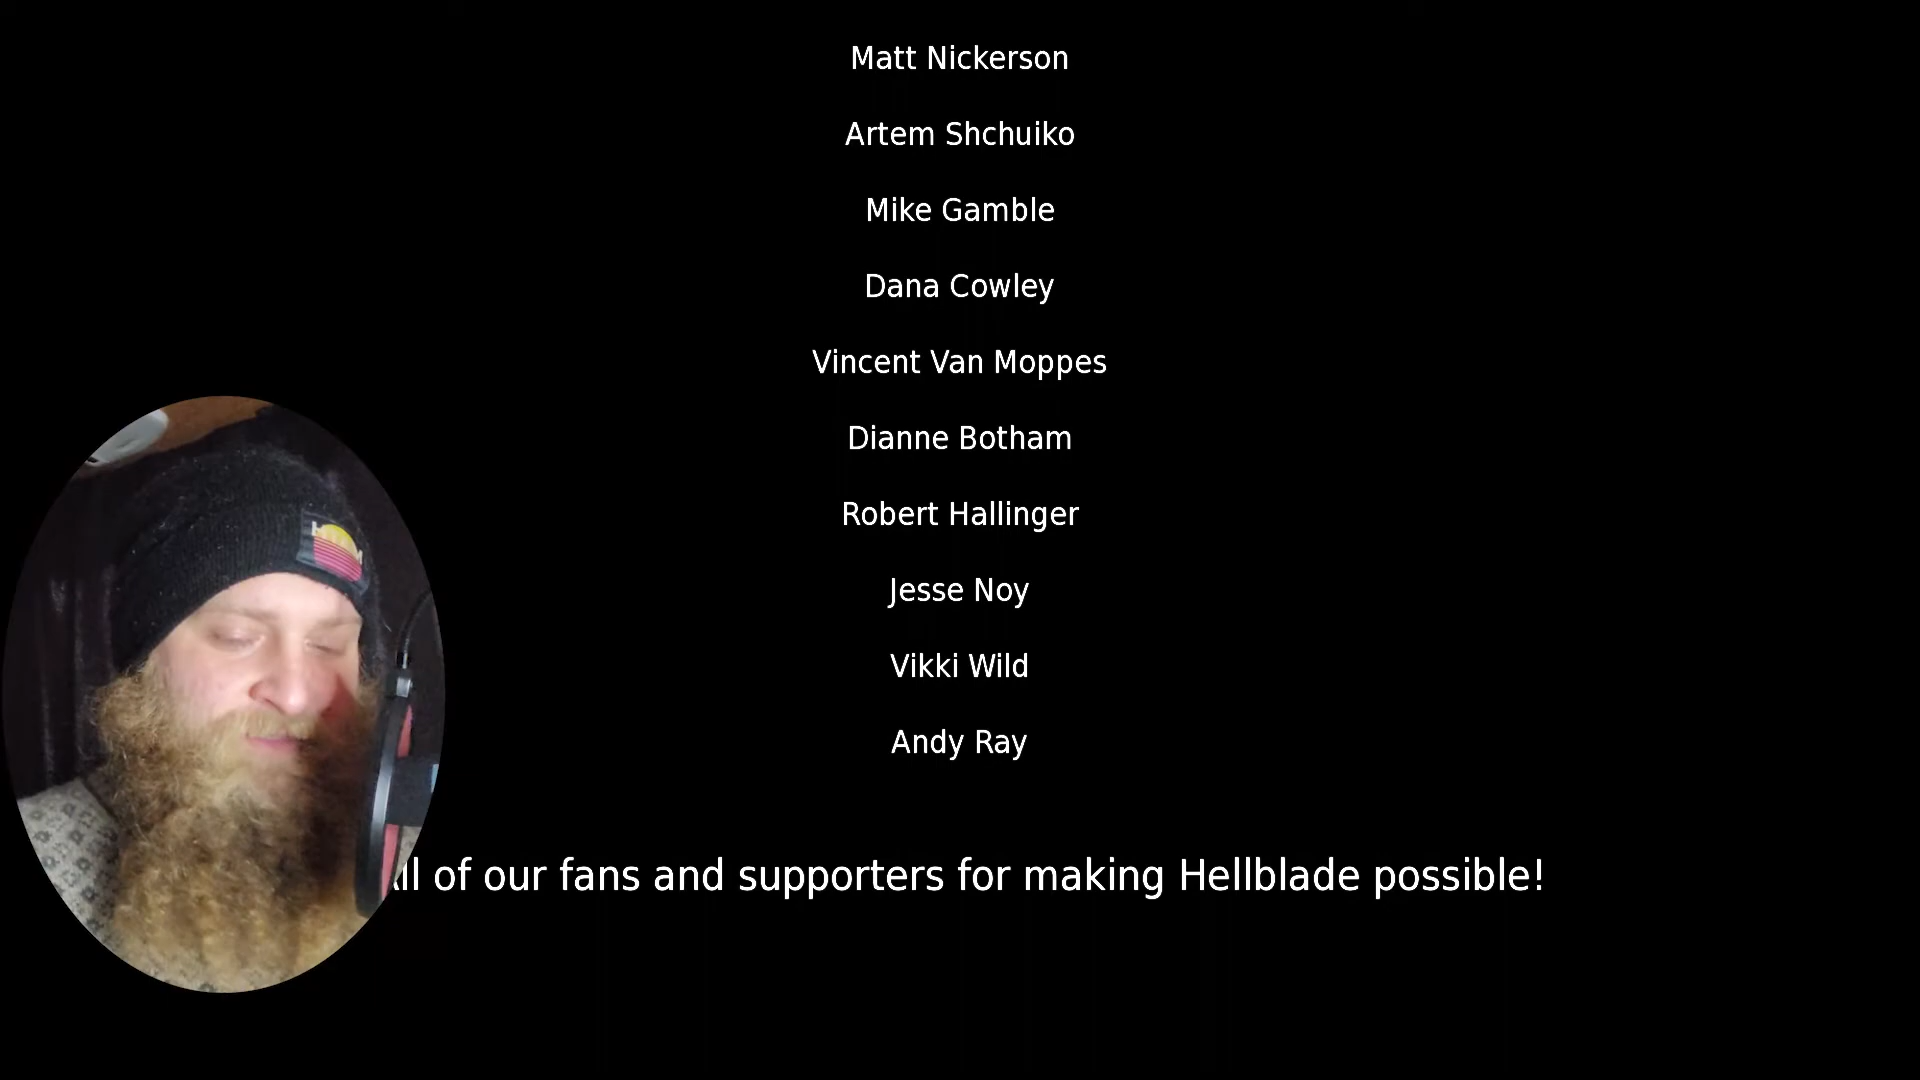 Matt Nickerson
Artem Shchuiko
Mike Gamble
Dana Cowley
Vincent Van Moppes
Dianne Botham
Robert Hallinger
Jesse Noy
Vikki Wild
Andy Ray
of our fans and supporters for making Hellblade possible!